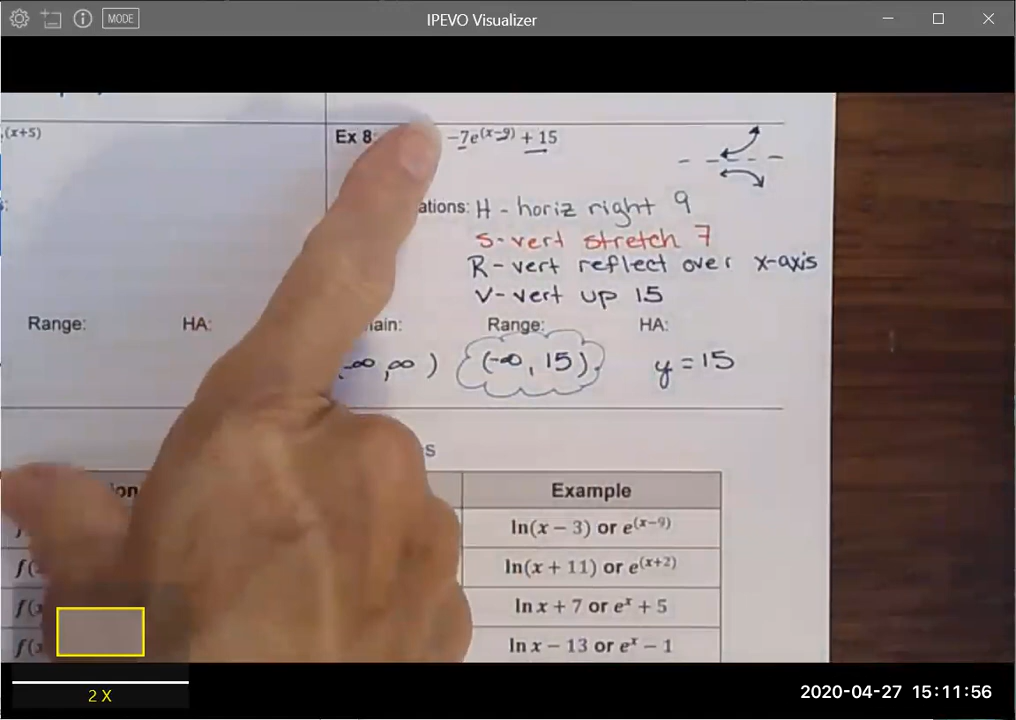 MODE
IPEVO Visualizer
(x+5)
Ex 8: −7e^(x−9) + 15
ations: H - horiz right 9
S- vert stretch 7
R- vert reflect over x-axis
V- vert up 15
Range: HA: ain: Range: HA:
(-∞, ∞) (-∞, 15) y = 15
s
on Example
ln(x − 3) or e^(x−9)
ln(x + 11) or e^(x+2)
f(x ln x + 7 or e^x + 5
f(x ln x − 13 or e^x − 1
2 X
2020-04-27 15:11:56